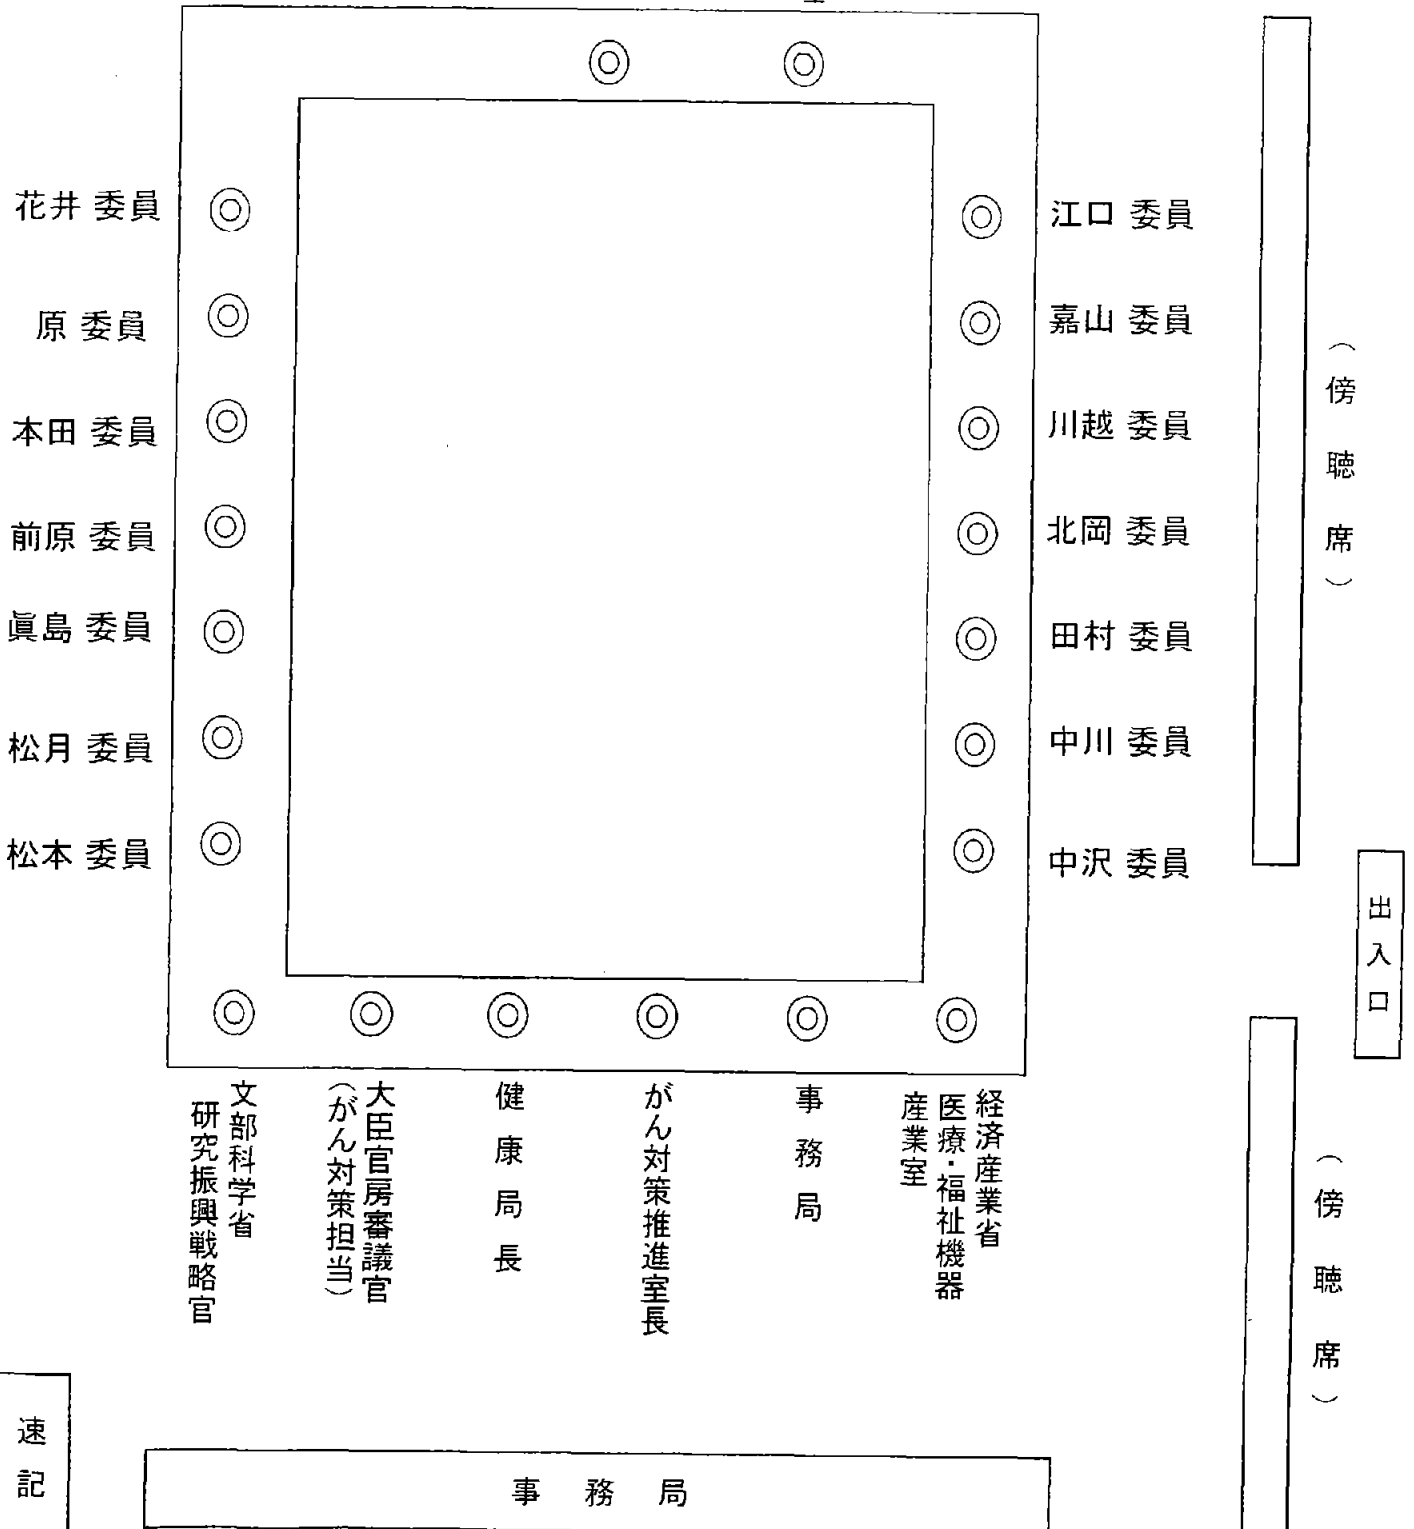 花井 委員
原 委員
本田 委員
前原 委員
眞島 委員
松月 委員
松本 委員
江口 委員
嘉山 委員
川越 委員
北岡 委員
田村 委員
中川 委員
中沢 委員
（傍聴席）
出入口
（傍聴席）
経済産業省
医療・福祉機器
産業室
事務局
がん対策推進室長
健康局長
大臣官房審議官
（がん対策担当）
文部科学省
研究振興戦略官
速記
事務局